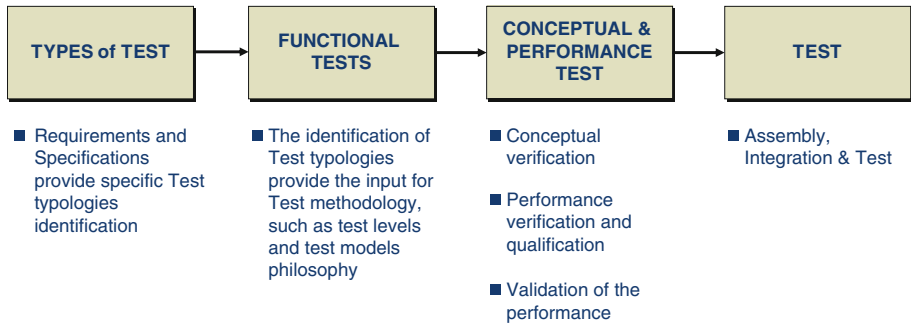 TYPES of TEST
FUNCTIONAL
TESTS
CONCEPTUAL &
PERFORMANCE
TEST
TEST
Requirements and
Specifications
provide specific Test
typologies
identification
The identification of
Test typologies
provide the input for
Test methodology,
such as test levels
and test models
philosophy
Conceptual
verification
Performance
verification and
qualification
Validation of the
performance
Assembly,
Integration & Test